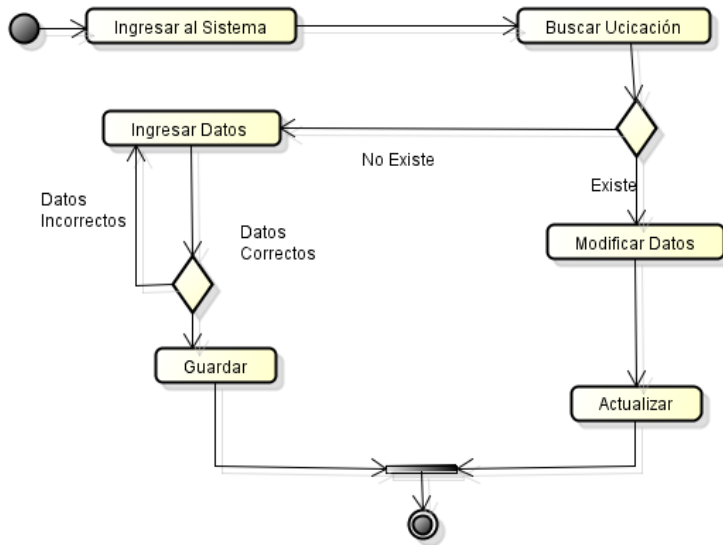 Ingresar al Sistema
Buscar Ucicación
Ingresar Datos
No Existe
Existe
Datos
Incorrectos
Datos
Correctos
Modificar Datos
Guardar
Actualizar